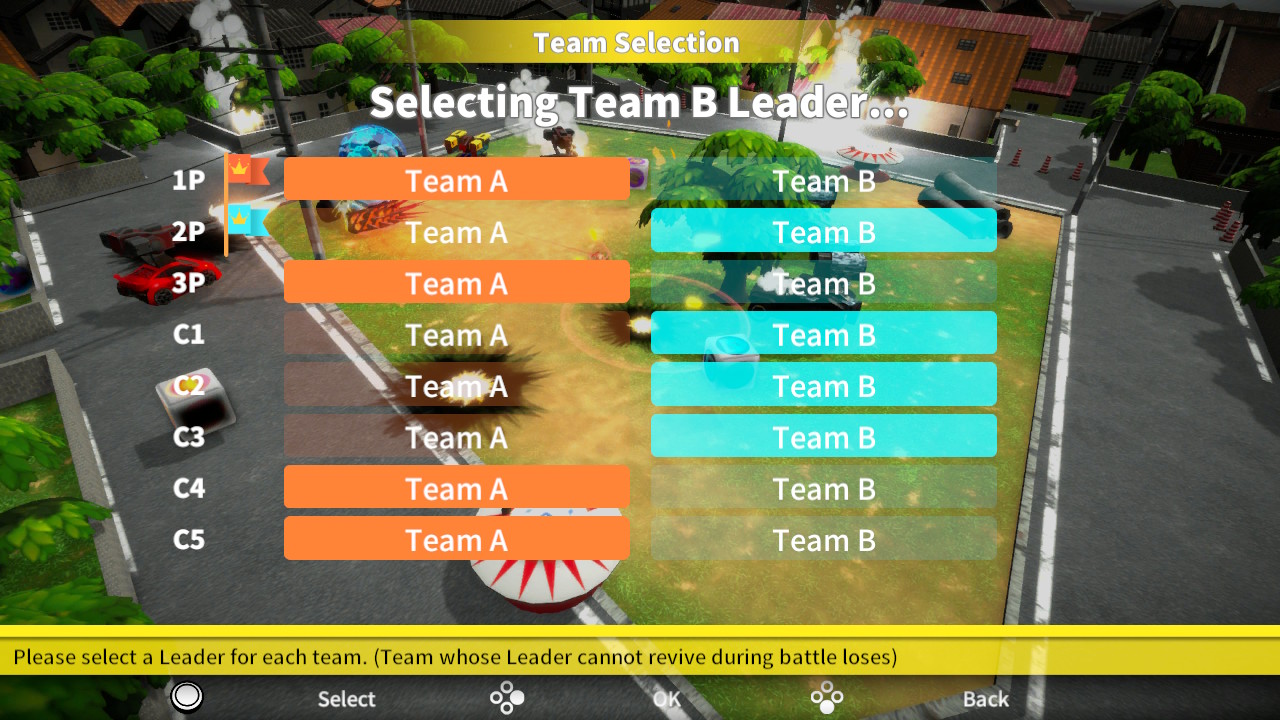 Team Selection
Selecting Team B Leader...
1P Team A Team B
2P Team A Team B
3P Team A Team B
C1 Team A Team B
C2 Team A Team B
C3 Team A Team B
C4 Team A Team B
C5 Team A Team B
Please select a Leader for each team. (Team whose Leader cannot revive during battle loses)
Select OK Back